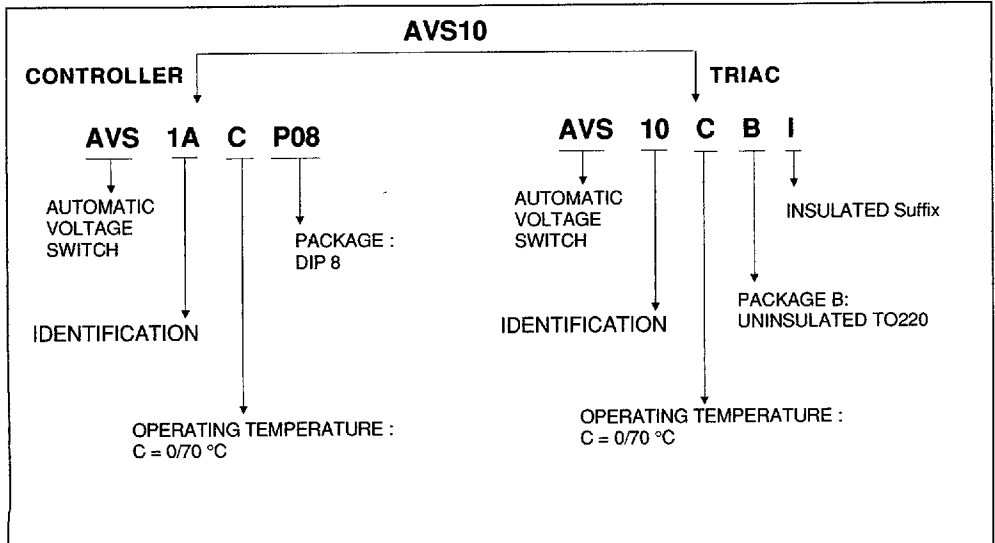 AVS10
CONTROLLER
TRIAC
AVS 1A C P08
AUTOMATIC
VOLTAGE
SWITCH
PACKAGE :
DIP 8
IDENTIFICATION
OPERATING TEMPERATURE :
C = 0/70 °C
AVS 10 C B I
AUTOMATIC
VOLTAGE
SWITCH
INSULATED Suffix
PACKAGE B:
UNINSULATED TO220
IDENTIFICATION
OPERATING TEMPERATURE :
C = 0/70 °C